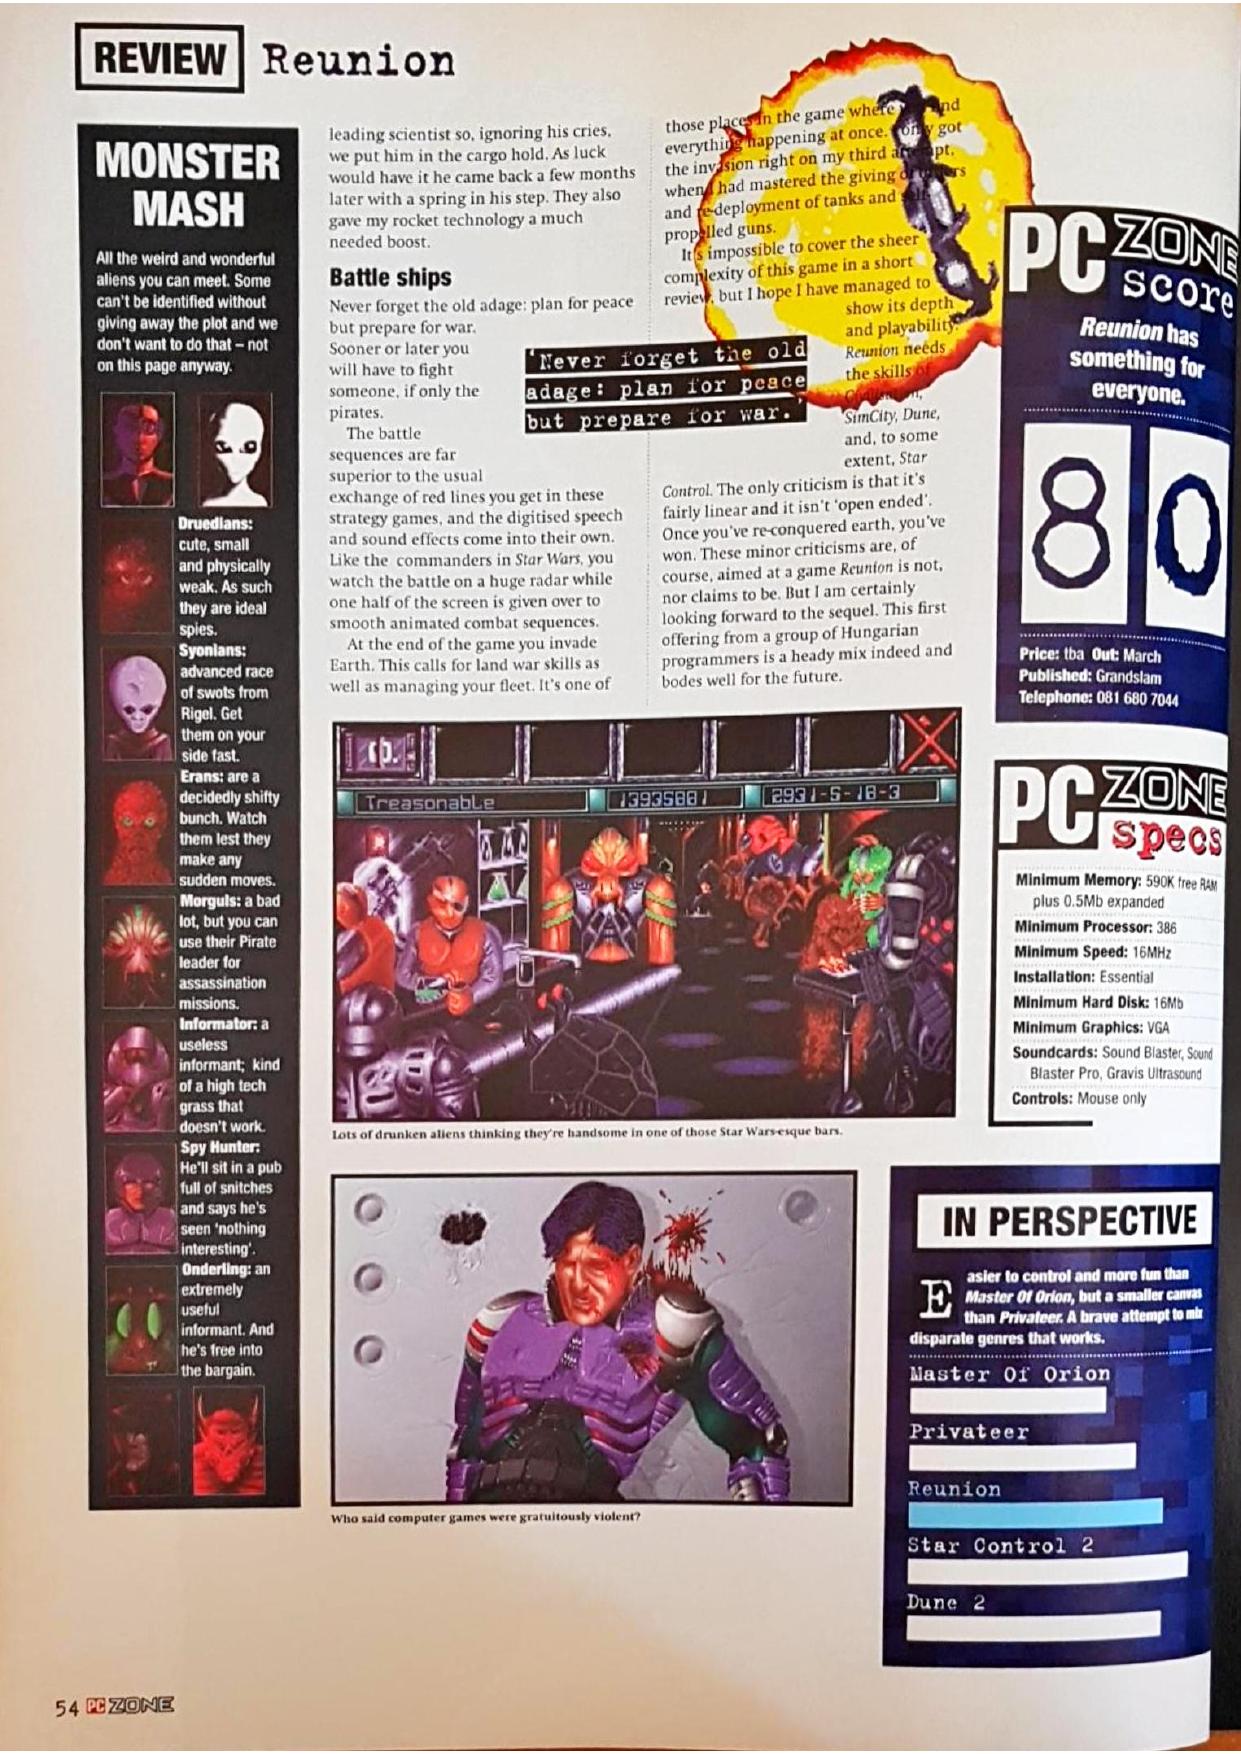 REVIEW Reunion
MONSTER
MASH
All the weird and wonderful
aliens you can meet. Some
can't be identified without
giving away the plot and we
don't want to do that – not
on this page anyway.
Druedians:
cute, small
and physically
weak. As such
they are ideal
spies.
Syonians:
advanced race
of swots from
Rigel. Get
them on your
side fast.
Erans: are a
decidedly shifty
bunch. Watch
them lest they
make any
sudden moves.
Morguls: a bad
lot, but you can
use their Pirate
leader for
assassination
missions.
Informator: a
useless
informant; kind
of a high tech
grass that
doesn't work.
Spy Hunter:
He'll sit in a pub
full of snitches
and says he's
seen 'nothing
interesting'.
Onderling: an
extremely
useful
informant. And
he's free into
the bargain.
leading scientist so, ignoring his cries,
we put him in the cargo hold. As luck
would have it he came back a few months
later with a spring in his step. They also
gave my rocket technology a much
needed boost.
Battle ships
Never forget the old adage: plan for peace
but prepare for war.
Sooner or later you
will have to fight
someone, if only the
pirates.
The battle
sequences are far
superior to the usual
exchange of red lines you get in these
strategy games, and the digitised speech
and sound effects come into their own.
Like the commanders in Star Wars, you
watch the battle on a huge radar while
one half of the screen is given over to
smooth animated combat sequences.
At the end of the game you invade
Earth. This calls for land war skills as
well as managing your fleet. It's one of
'Never forget the old
adage: plan for peace
but prepare for war.'
those places in the game where and
everything happening at once. I only got
the invasion right on my third attempt,
when I had mastered the giving of orders
and re-deployment of tanks and self-
propelled guns.
It's impossible to cover the sheer
complexity of this game in a short
review, but I hope I have managed to
show its depth
and playability.
Reunion needs
the skills of
SimCity, Dune,
and, to some
extent, Star
Control. The only criticism is that it's
fairly linear and it isn't 'open ended'.
Once you've re-conquered earth, you've
won. These minor criticisms are, of
course, aimed at a game Reunion is not,
nor claims to be. But I am certainly
looking forward to the sequel. This first
offering from a group of Hungarian
programmers is a heady mix indeed and
bodes well for the future.
Treasonable 1393588 2931-5-18-3
Lots of drunken aliens thinking they're handsome in one of those Star Wars-esque bars.
Who said computer games were gratuitously violent?
PC ZONE
score
Reunion has
something for
everyone.
80
Price: tba Out: March
Published: Grandslam
Telephone: 081 680 7044
PC ZONE
specs
Minimum Memory: 590K free RAM
plus 0.5Mb expanded
Minimum Processor: 386
Minimum Speed: 16MHz
Installation: Essential
Minimum Hard Disk: 16Mb
Minimum Graphics: VGA
Soundcards: Sound Blaster, Sound
Blaster Pro, Gravis Ultrasound
Controls: Mouse only
IN PERSPECTIVE
Easier to control and more fun than
Master Of Orion, but a smaller canvas
than Privateer. A brave attempt to mix
disparate genres that works.
Master Of Orion
Privateer
Reunion
Star Control 2
Dune 2
54 PC ZONE